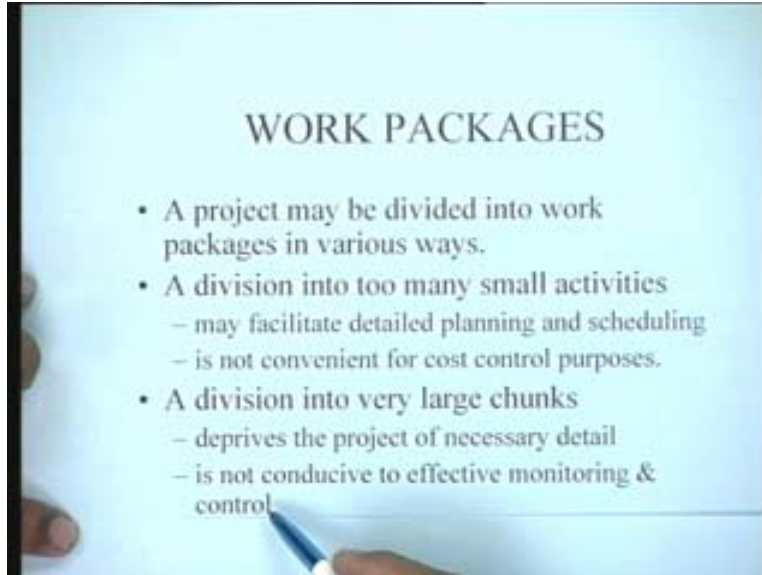 WORK PACKAGES
• A project may be divided into work
packages in various ways.
• A division into too many small activities
– may facilitate detailed planning and scheduling
– is not convenient for cost control purposes.
• A division into very large chunks
– deprives the project of necessary detail
– is not conducive to effective monitoring &
control